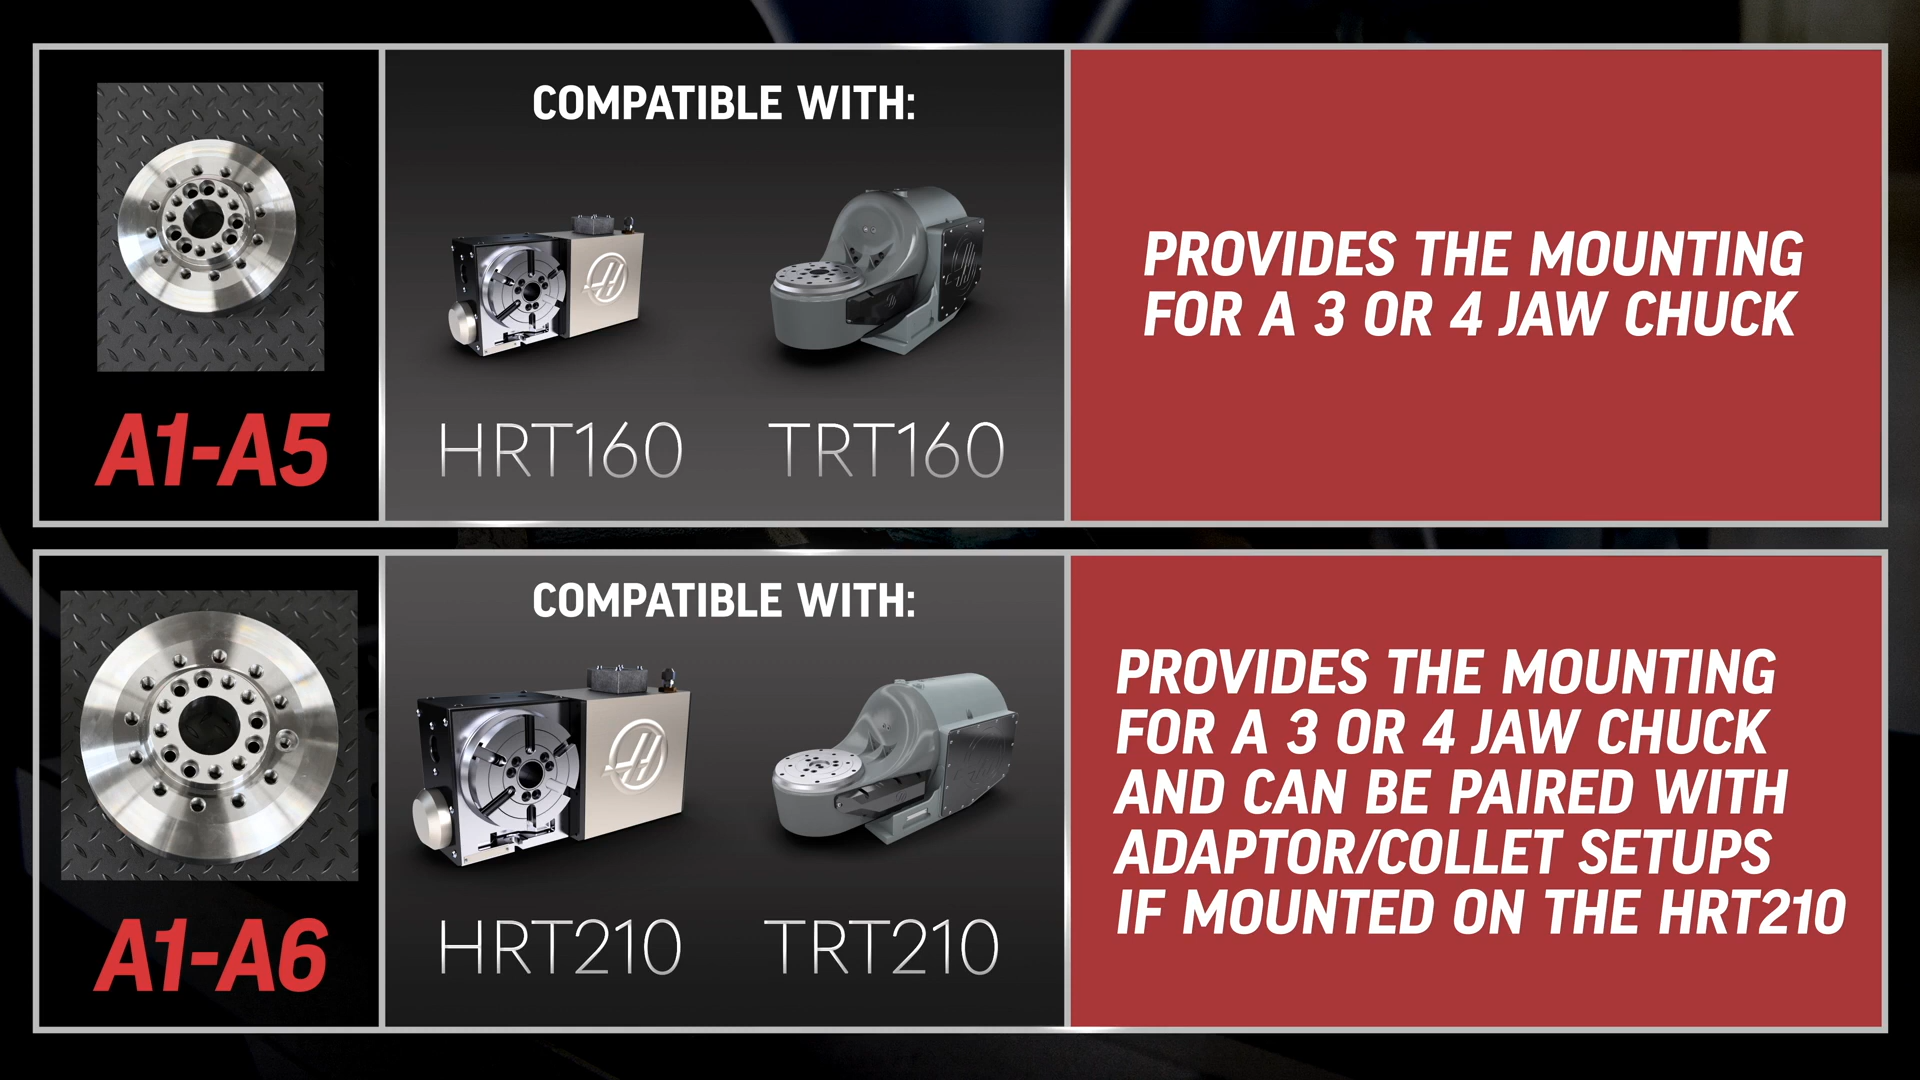 COMPATIBLE WITH:
PROVIDES THE MOUNTING
FOR A 3 OR 4 JAW CHUCK
A1-A5
HRT160
TRT160
COMPATIBLE WITH:
PROVIDES THE MOUNTING
FOR A 3 OR 4 JAW CHUCK
AND CAN BE PAIRED WITH
ADAPTOR/COLLET SETUPS
IF MOUNTED ON THE HRT210
A1-A6
HRT210
TRT210